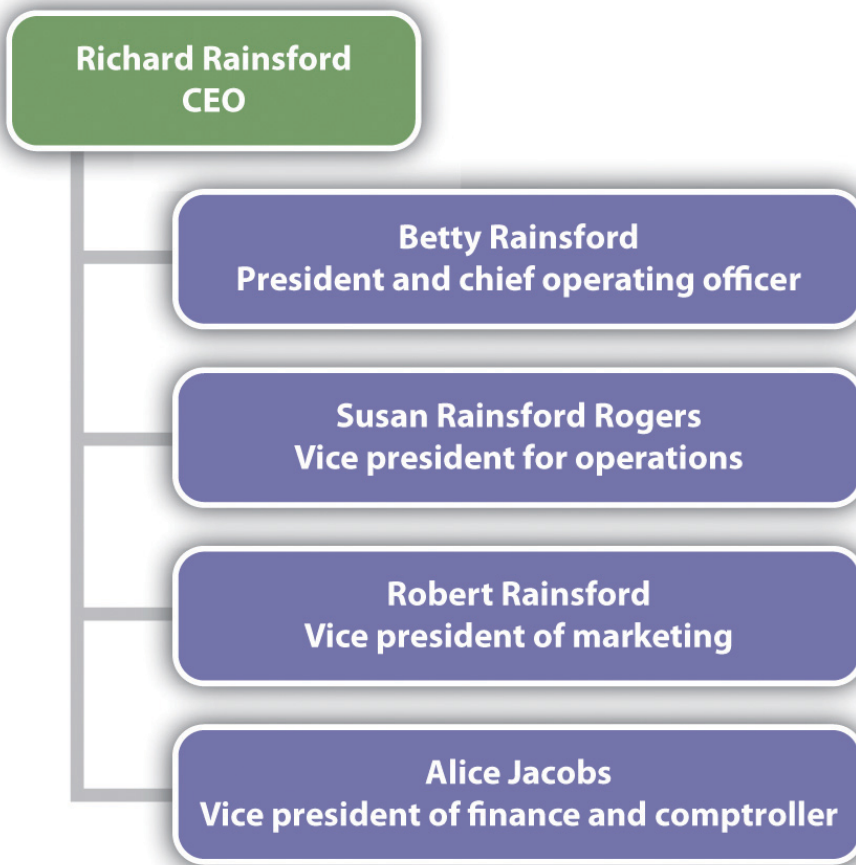 Richard Rainsford
CEO
Betty Rainsford
President and chief operating officer
Susan Rainsford Rogers
Vice president for operations
Robert Rainsford
Vice president of marketing
Alice Jacobs
Vice president of finance and comptroller